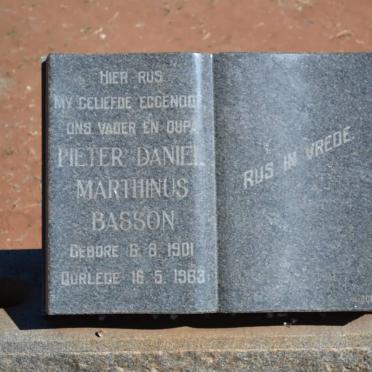 HIER RUS
MY GELIEFDE EGGENOOT
ONS VADER EN OUPA
PIETER DANIEL
MARTHINUS
BASSON
GEBORE 6.8.1901
OORLEDE 16.5.1963
RUS IN VREDE.